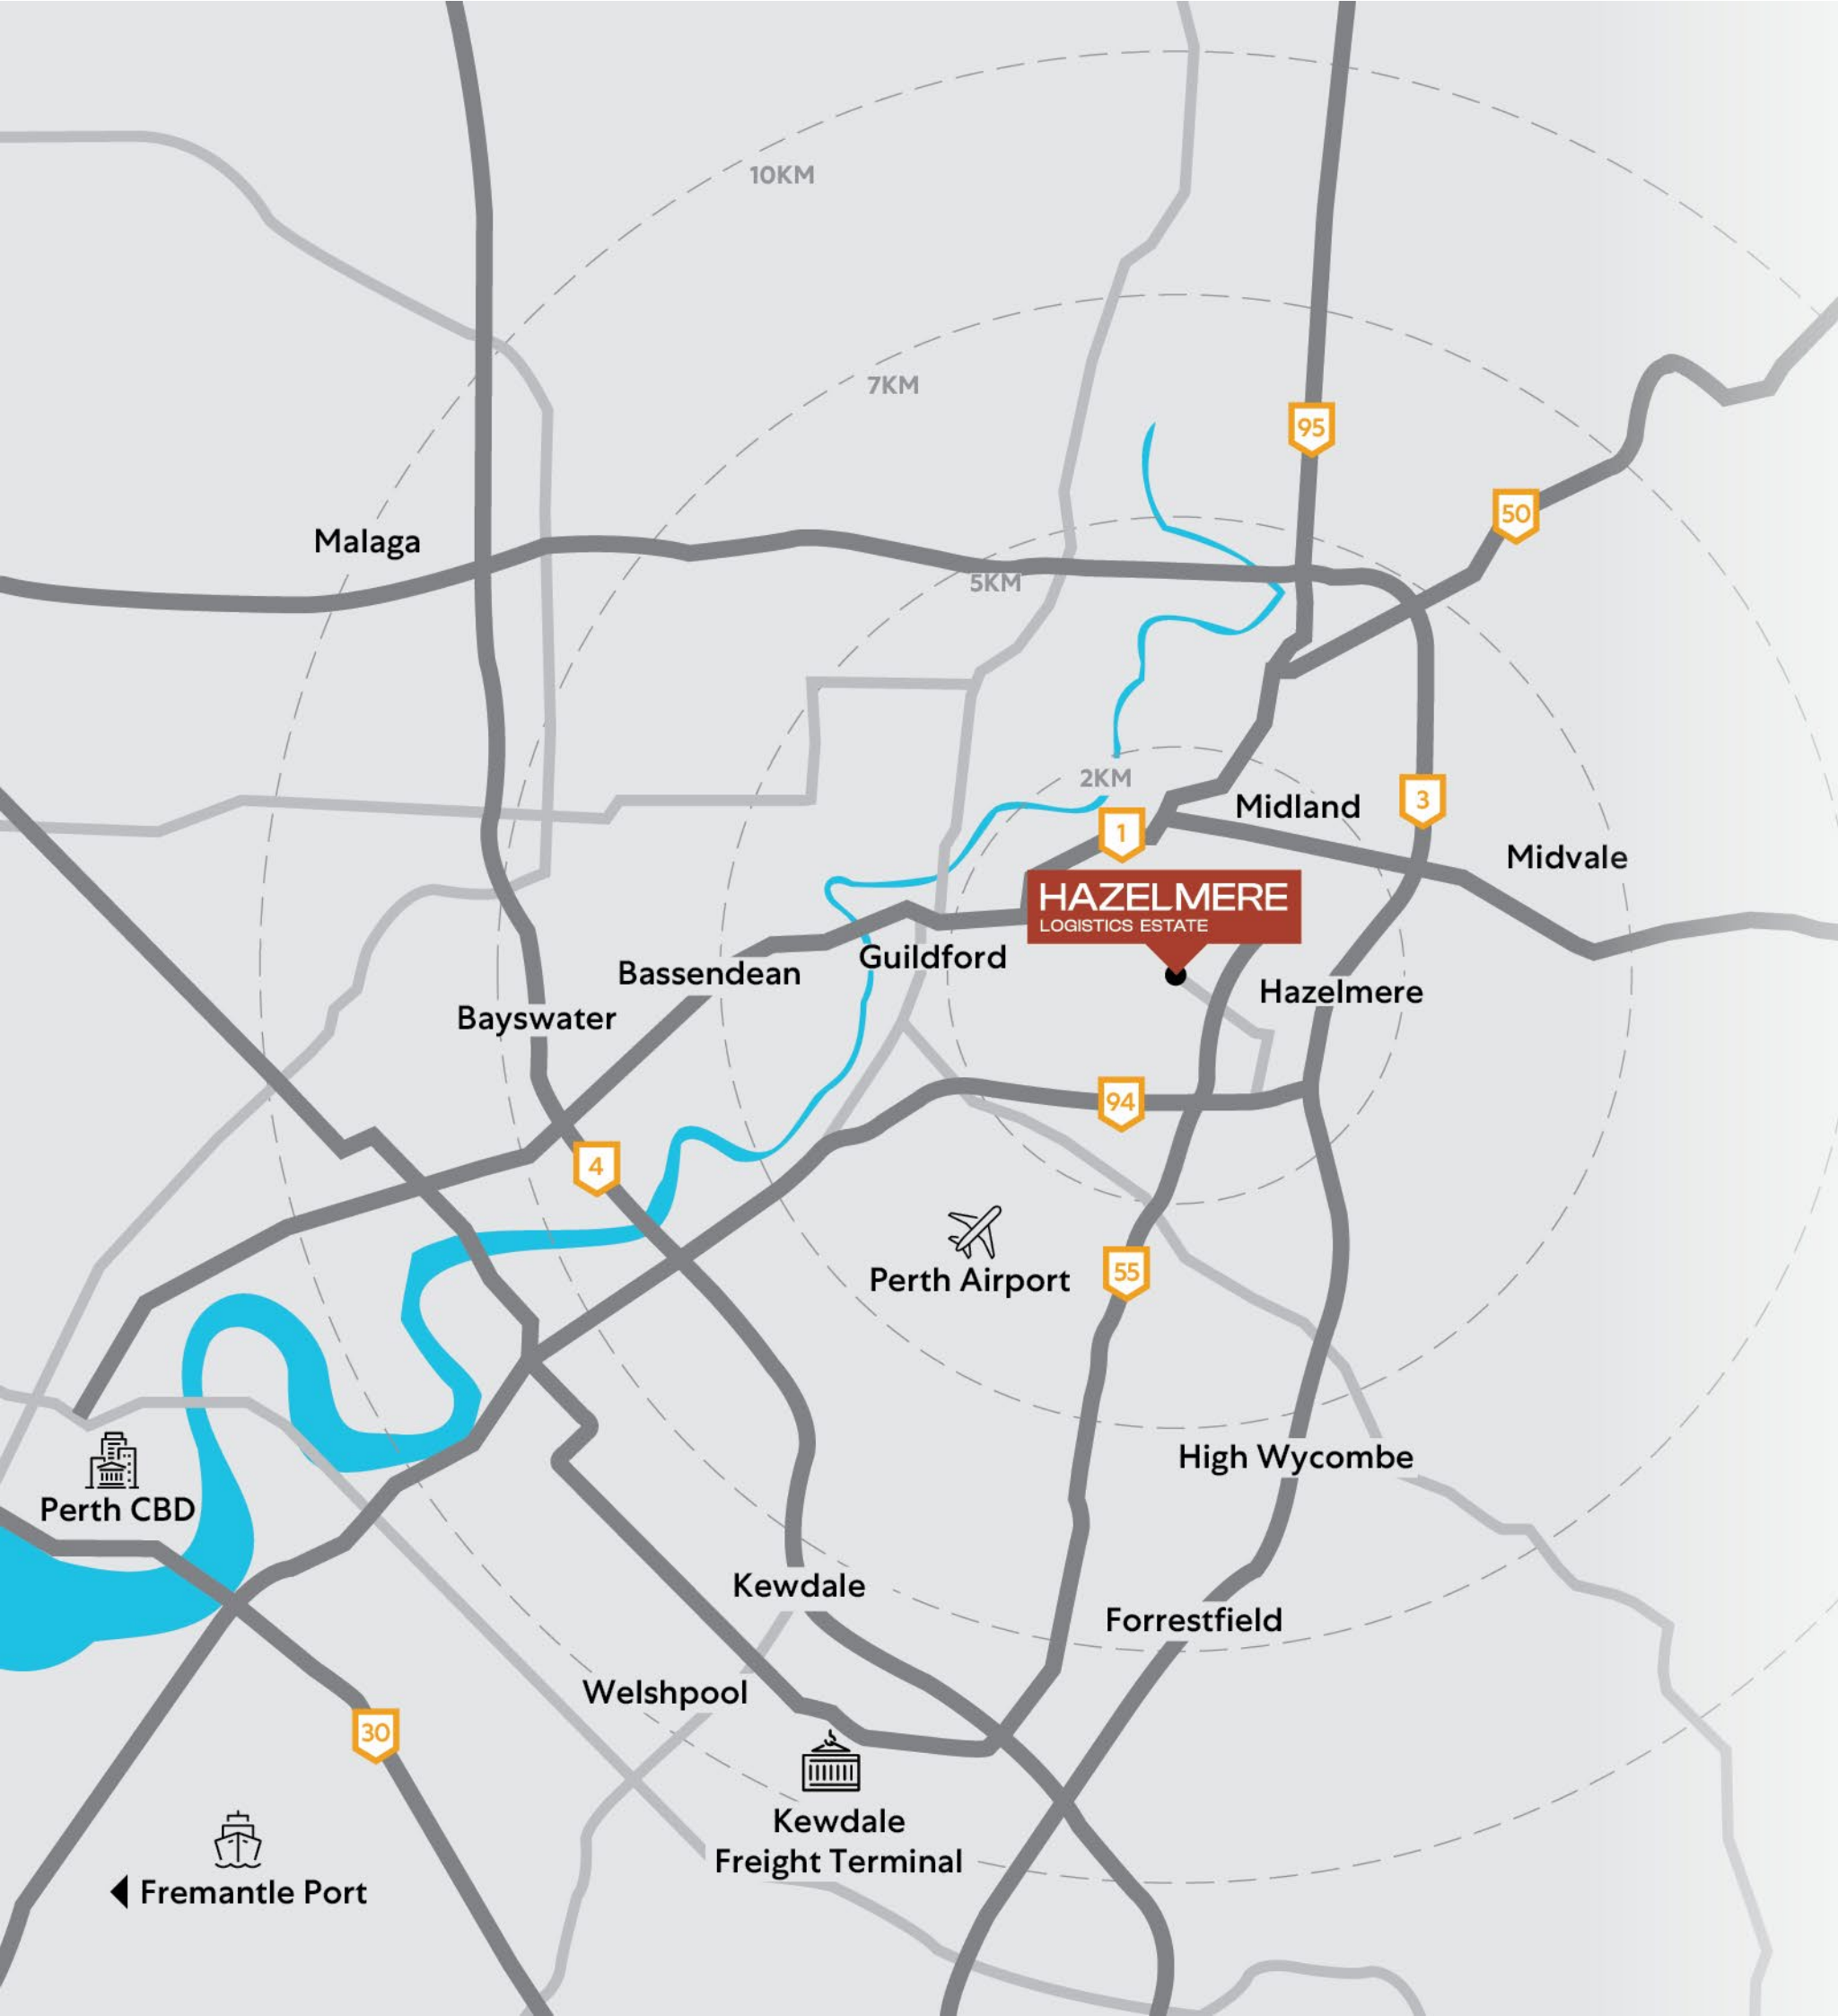 10KM
7KM
95
50
Malaga
5KM
2KM
Midland
3
1
Midvale
HAZELMERE
LOGISTICS ESTATE
Guildford
Bassendean
Hazelmere
Bayswater
94
4
Perth Airport
55
High Wycombe
Perth CBD
Kewdale
Forrestfield
Welshpool
30
Kewdale
Freight Terminal
Fremantle Port